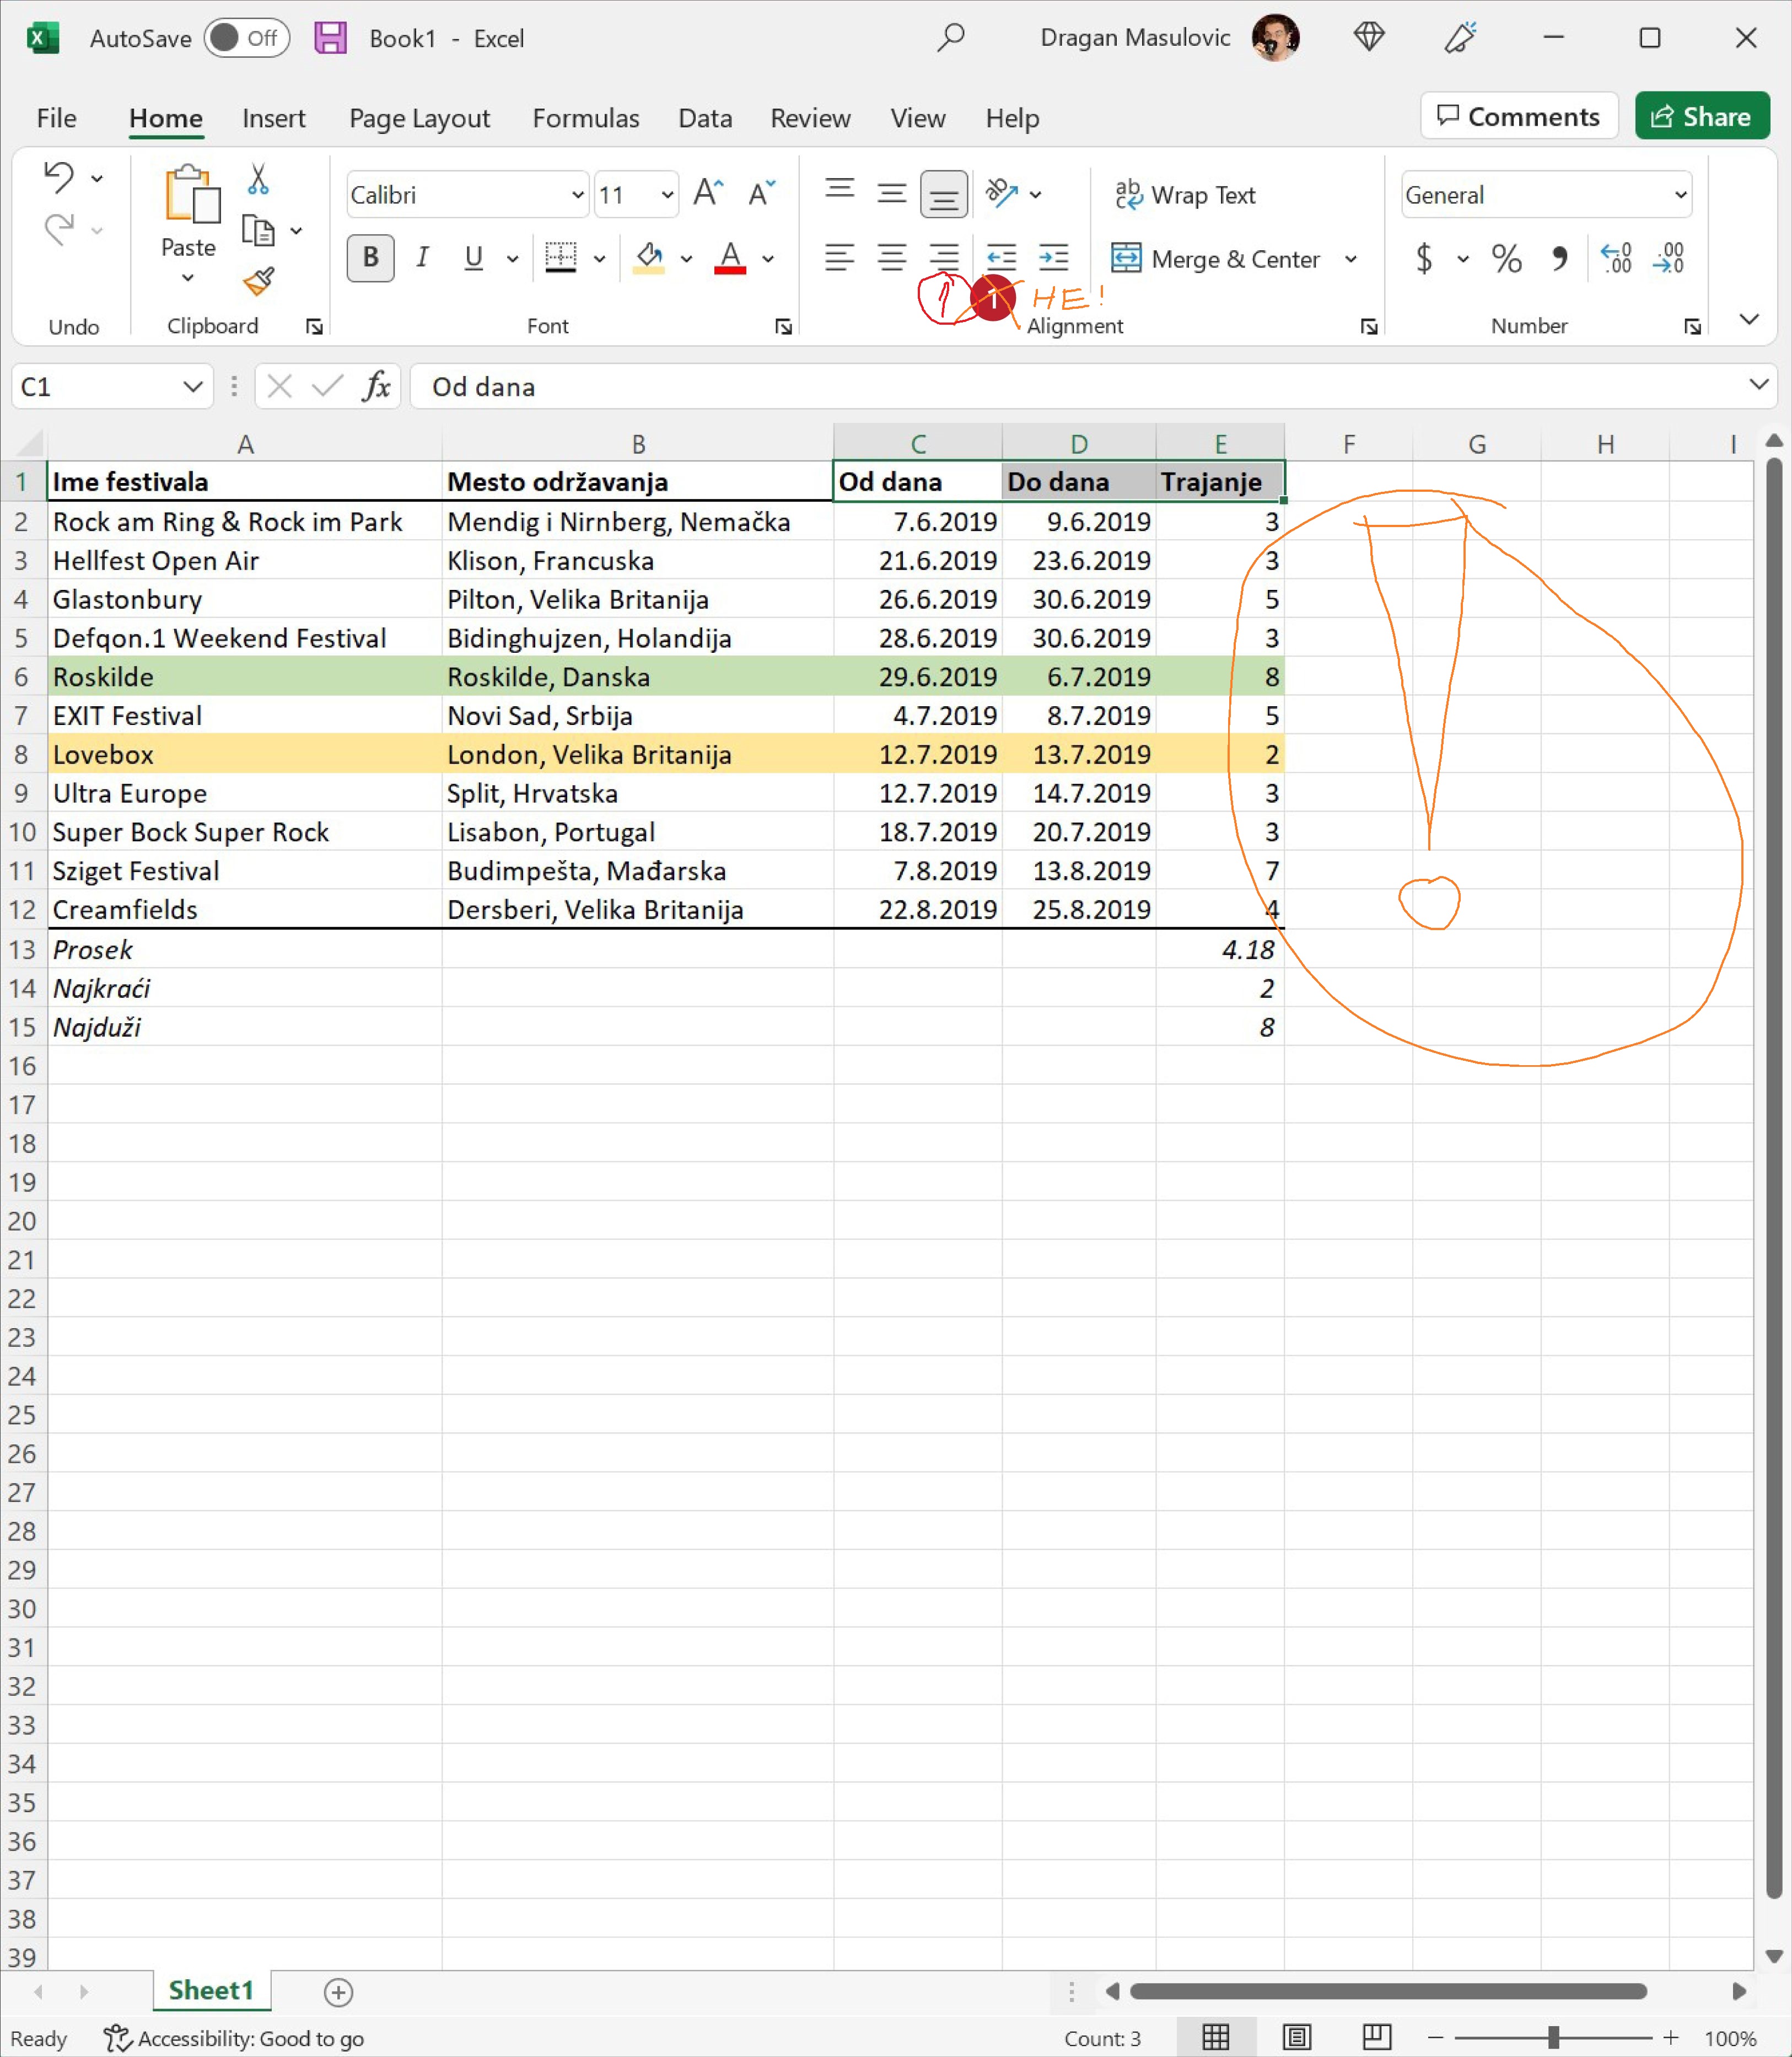 AutoSave Off Book1 - Excel Dragan Masulovic
File Home Insert Page Layout Formulas Data Review View Help Comments Share
Calibri 11 Wrap Text General
Paste B I U A Merge & Center $ % 9 .00 .00
1 1 НЕ!
Undo Clipboard Font Alignment Number
C1 fx Od dana
A B C D E F G H I
1 Ime festivala Mesto održavanja Od dana Do dana Trajanje
2 Rock am Ring & Rock im Park Mendig i Nirnberg, Nemačka 7.6.2019 9.6.2019 3
3 Hellfest Open Air Klison, Francuska 21.6.2019 23.6.2019 3
4 Glastonbury Pilton, Velika Britanija 26.6.2019 30.6.2019 5
5 Defqon.1 Weekend Festival Bidinghujzen, Holandija 28.6.2019 30.6.2019 3
6 Roskilde Roskilde, Danska 29.6.2019 6.7.2019 8
7 EXIT Festival Novi Sad, Srbija 4.7.2019 8.7.2019 5
8 Lovebox London, Velika Britanija 12.7.2019 13.7.2019 2
9 Ultra Europe Split, Hrvatska 12.7.2019 14.7.2019 3
10 Super Bock Super Rock Lisabon, Portugal 18.7.2019 20.7.2019 3
11 Sziget Festival Budimpešta, Mađarska 7.8.2019 13.8.2019 7
12 Creamfields Dersberi, Velika Britanija 22.8.2019 25.8.2019 4
13 Prosek 4.18
14 Najkraći 2
15 Najduži 8
16
17
18
19
20
21
22
23
24
25
26
27
28
29
30
31
32
33
34
35
36
37
38
39
Sheet1
Ready Accessibility: Good to go Count: 3 100%